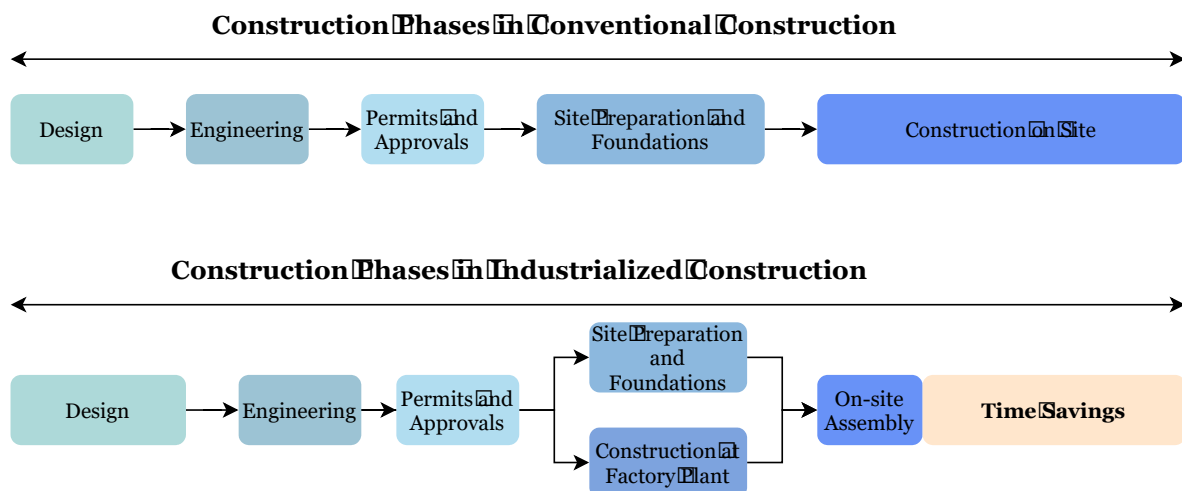 Construction Phases in Conventional Construction
Design
Engineering
Permits and
Approvals
Site Preparation and
Foundations
Construction on Site
Construction Phases in Industrialized Construction
Design
Engineering
Permits and
Approvals
Site Preparation
and
Foundations
Construction at
Factory Plant
On-site
Assembly
Time Savings